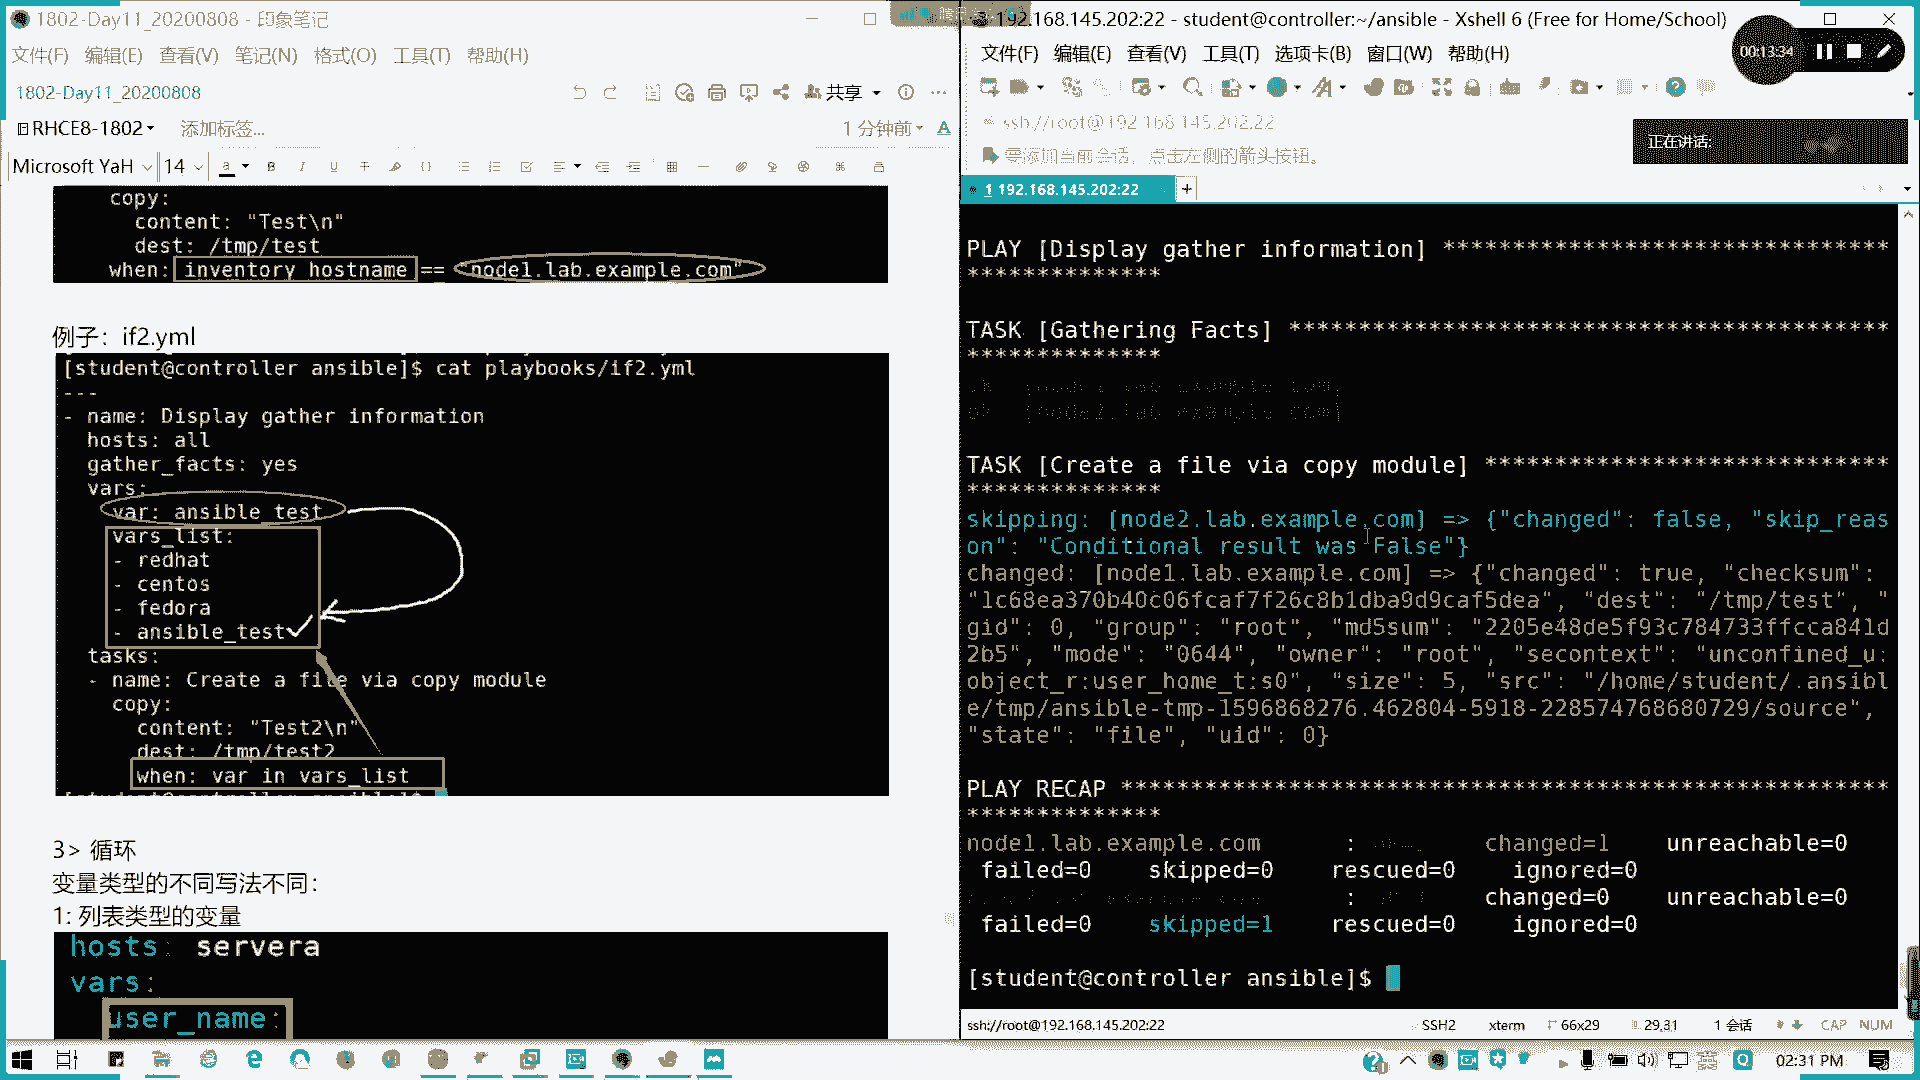 1802-Day11_20200808 - 印象笔记
文件(F) 编辑(E) 查看(V) 笔记(N) 格式(O) 工具(T) 帮助(H)
1802-Day11_20200808
共享
RHCE8-1802
添加标签...
1 分钟前
Microsoft YaH 14
copy:
content: "Test\n"
dest: /tmp/test
when: inventory_hostname == "node1.lab.example.com"
例子：if2.yml
[student@controller ansible]$ cat playbooks/if2.yml
---
- name: Display gather information
hosts: all
gather_facts: yes
vars:
var: ansible_test
vars_list:
- redhat
- centos
- fedora
- ansible_test
tasks:
- name: Create a file via copy module
copy:
content: "Test2\n"
dest: /tmp/test2
when: var in vars_list
3> 循环
变量类型的不同写法不同：
1: 列表类型的变量
hosts: servera
vars:
user_name:
192.168.145.202:22 - student@controller:~/ansible - Xshell 6 (Free for Home/School)
文件(F) 编辑(E) 查看(V) 工具(T) 选项卡(B) 窗口(W) 帮助(H)
00:13:34
ssh://root@192.168.145.202:22
要添加当前会话，点击左侧的箭头按钮。
正在讲话:
1 192.168.145.202:22
PLAY [Display gather information] ********************************
**************
TASK [Gathering Facts] *******************************************
**************
ok: [node1.lab.example.com]
ok: [node2.lab.example.com]
TASK [Create a file via copy module] *****************************
**************
skipping: [node2.lab.example.com] => {"changed": false, "skip_reas
on": "Conditional result was False"}
changed: [node1.lab.example.com] => {"changed": true, "checksum":
"1c68ea370b40c06fcaf7f26c8b1dba9d9caf5dea", "dest": "/tmp/test", "
gid": 0, "group": "root", "md5sum": "2205e48de5f93c784733ffcca841d
2b5", "mode": "0644", "owner": "root", "secontext": "unconfined_u:
object_r:user_home_t:s0", "size": 5, "src": "/home/student/.ansibl
e/tmp/ansible-tmp-1596868276.462804-5918-228574768680729/source",
"state": "file", "uid": 0}
PLAY RECAP *******************************************************
**************
node1.lab.example.com : changed=1 unreachable=0
failed=0 skipped=0 rescued=0 ignored=0
: changed=0 unreachable=0
failed=0 skipped=1 rescued=0 ignored=0
[student@controller ansible]$
ssh://root@192.168.145.202:22 SSH2 xterm 66x29 29,31 1 会话 CAP NUM
英
02:31 PM